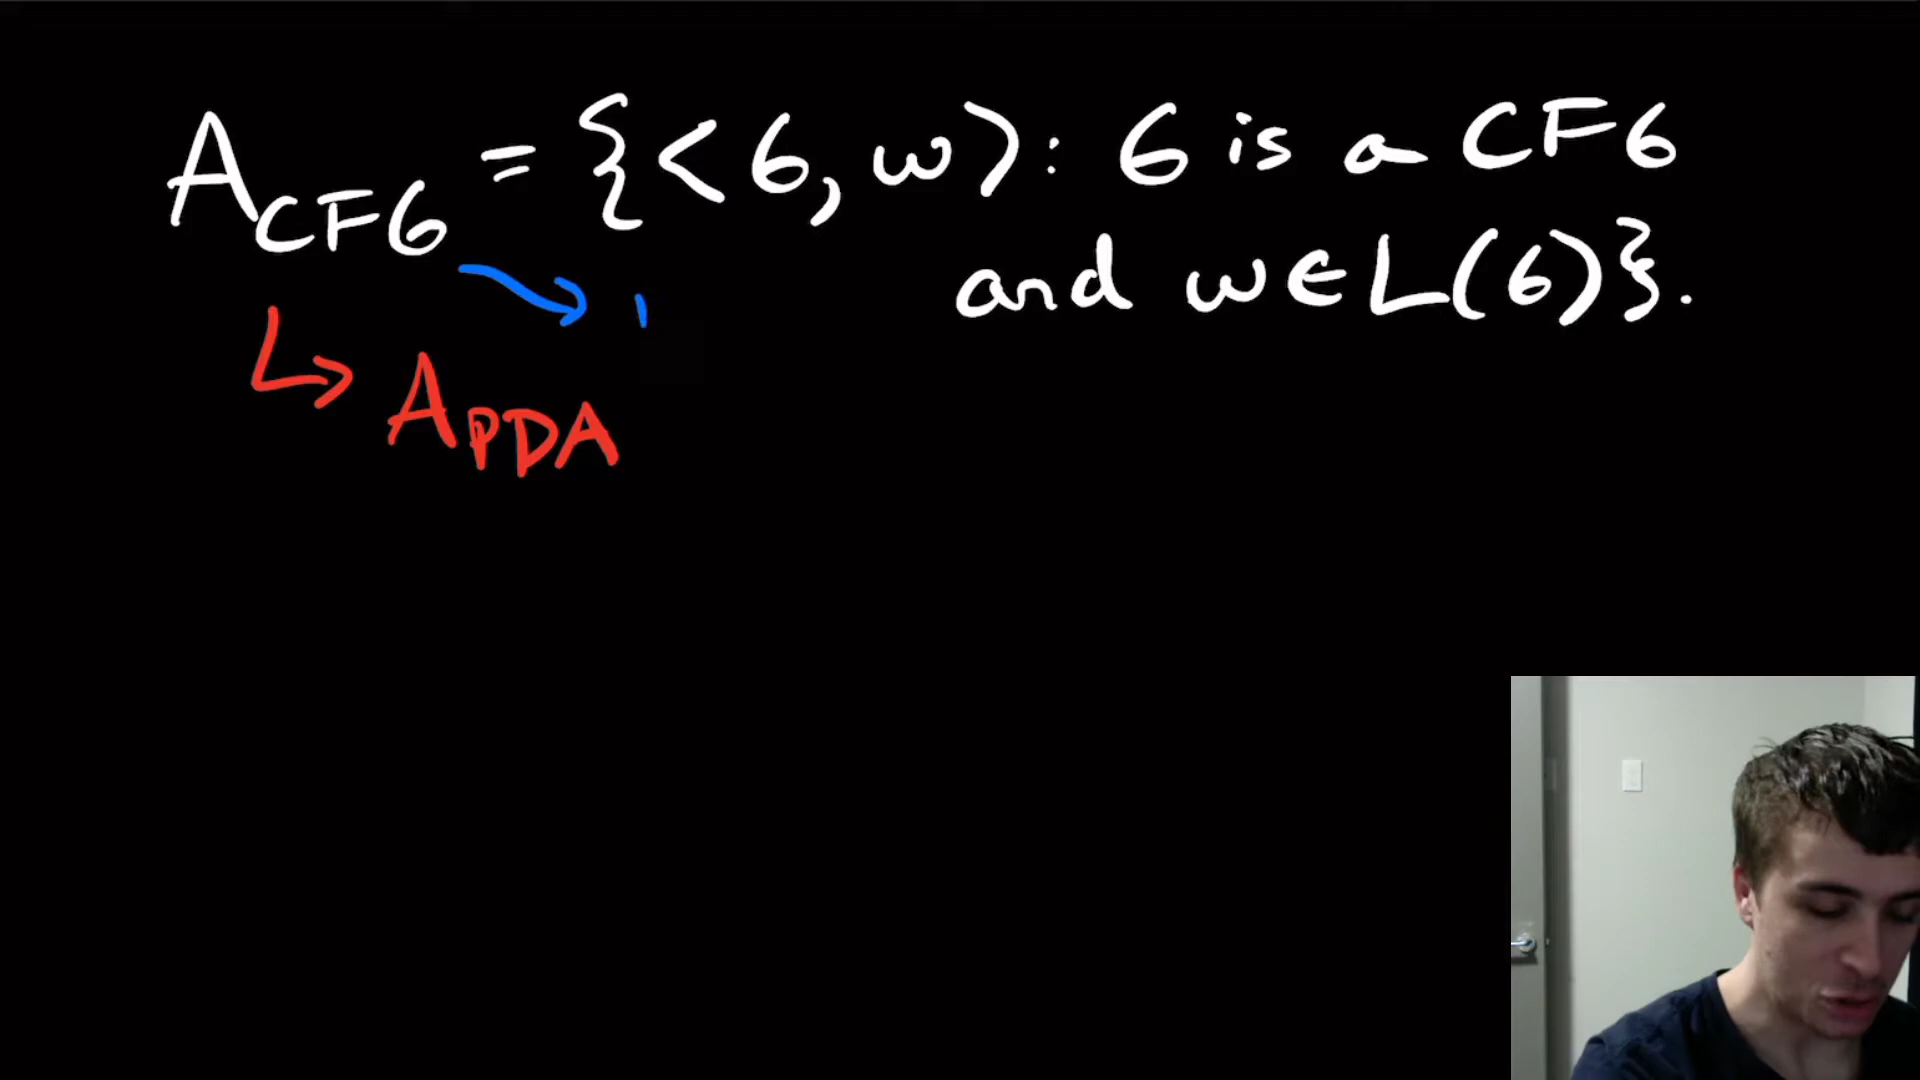 A_CFG = {<G, w>: G is a CFG
and w∈L(G)}.
A_PDA